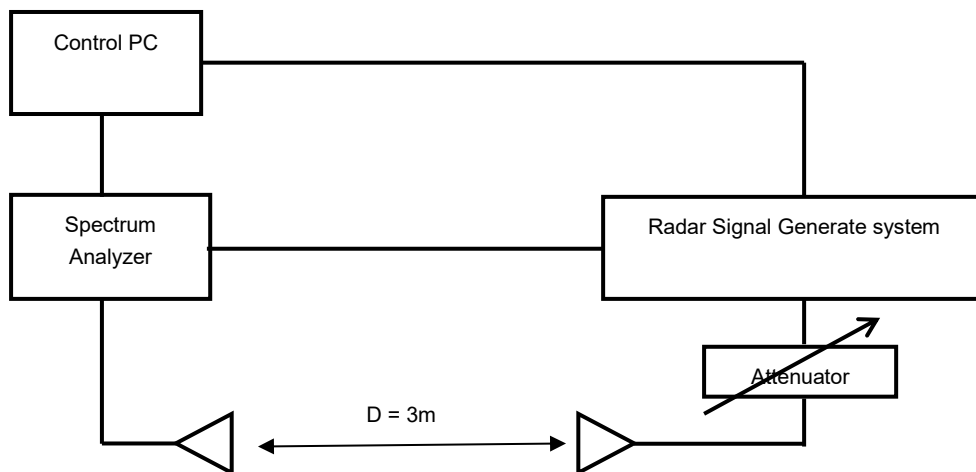 Control PC
Spectrum
Analyzer
Radar Signal Generate system
Attenuator
D = 3m